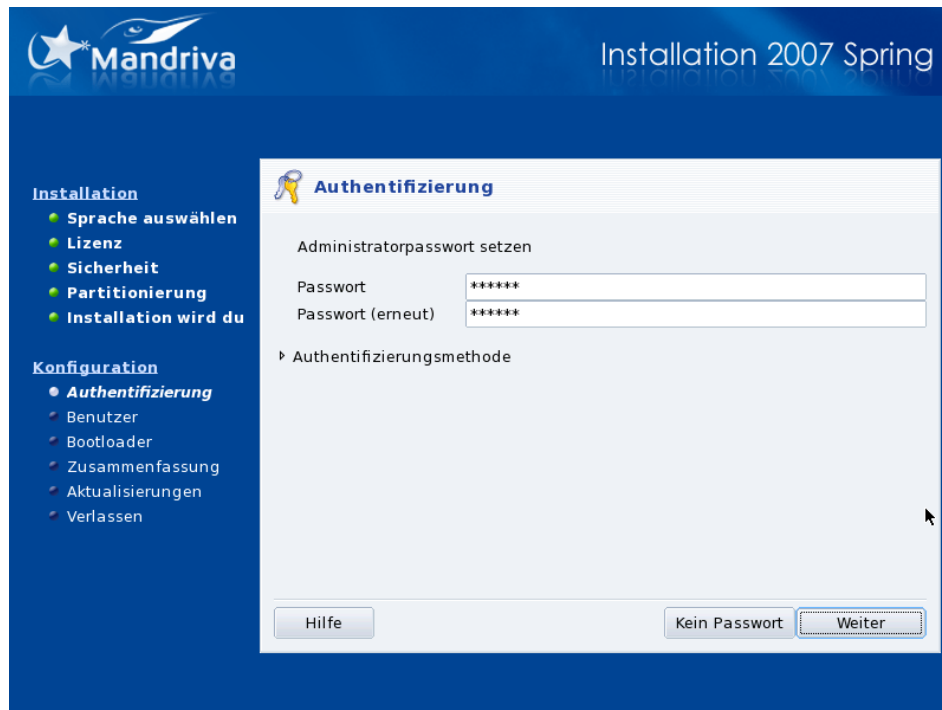 Mandriva
Installation 2007 Spring
Installation
Sprache auswählen
Lizenz
Sicherheit
Partitionierung
Installation wird du
Konfiguration
Authentifizierung
Benutzer
Bootloader
Zusammenfassung
Aktualisierungen
Verlassen
Authentifizierung
Administratorpasswort setzen
Passwort ******
Passwort (erneut) ******
Authentifizierungsmethode
Hilfe Kein Passwort Weiter